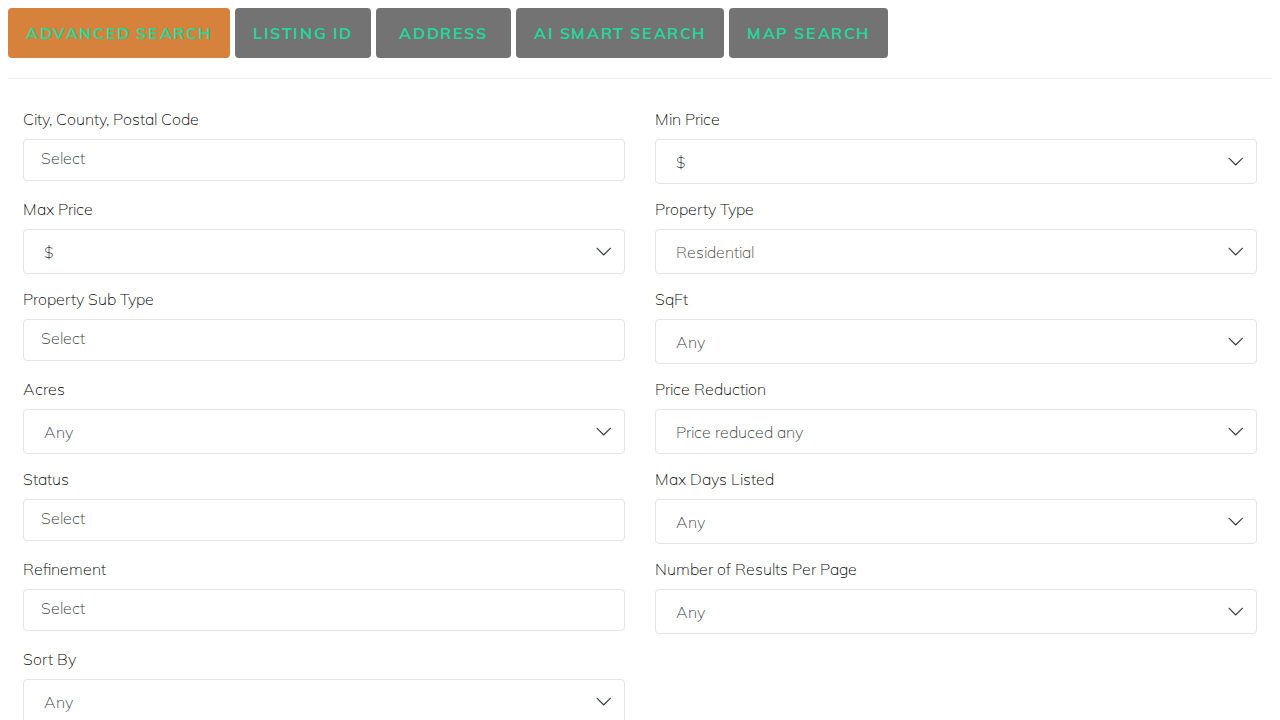 ADVANCED SEARCH LISTING ID ADDRESS AI SMART SEARCH MAP SEARCH
City, County, Postal Code
Select
Min Price
$
Max Price
$
Property Type
Residential
Property Sub Type
Select
SqFt
Any
Acres
Any
Price Reduction
Price reduced any
Status
Select
Max Days Listed
Any
Refinement
Select
Number of Results Per Page
Any
Sort By
Any